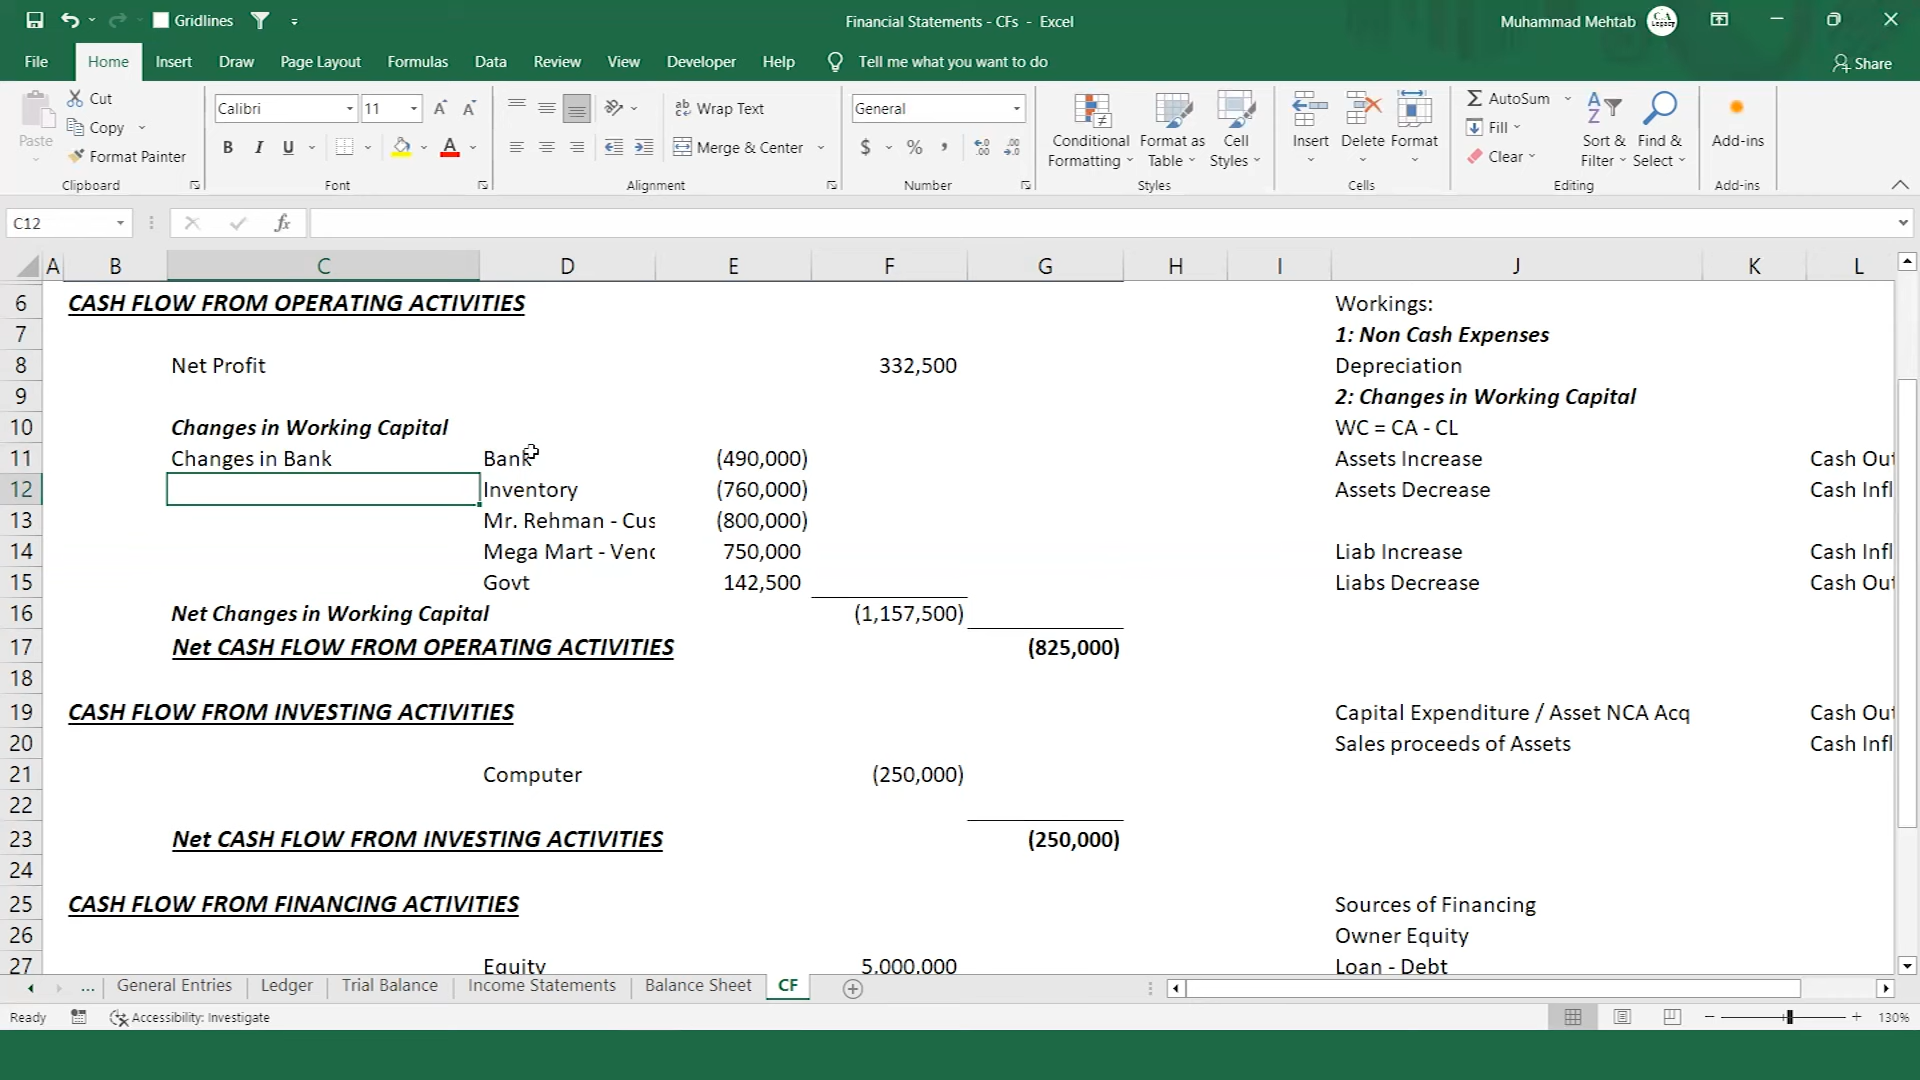 Gridlines
Financial Statements - CFs - Excel
Muhammad Mehtab
CA
Legacy
File Home Insert Draw Page Layout Formulas Data Review View Developer Help Tell me what you want to do
Share
Paste
Cut
Copy
Format Painter
Clipboard
Calibri 11
B I U A
Font
Wrap Text
Merge & Center
Alignment
General
$ % ,
Number
Conditional Formatting
Format as Table
Cell Styles
Styles
Insert Delete Format
Cells
AutoSum
Fill
Clear
Sort & Filter
Find & Select
Editing
Add-ins
Add-ins
C12 fx
A B C D E F G H I J K L
6 CASH FLOW FROM OPERATING ACTIVITIES Workings:
7 1: Non Cash Expenses
8 Net Profit 332,500 Depreciation
9 2: Changes in Working Capital
10 Changes in Working Capital WC = CA - CL
11 Changes in Bank Bank (490,000) Assets Increase Cash Out
12 Inventory (760,000) Assets Decrease Cash Infl
13 Mr. Rehman - Cus (800,000)
14 Mega Mart - Venc 750,000 Liab Increase Cash Infl
15 Govt 142,500 Liabs Decrease Cash Out
16 Net Changes in Working Capital (1,157,500)
17 Net CASH FLOW FROM OPERATING ACTIVITIES (825,000)
18
19 CASH FLOW FROM INVESTING ACTIVITIES Capital Expenditure / Asset NCA Acq Cash Out
20 Sales proceeds of Assets Cash Infl
21 Computer (250,000)
22
23 Net CASH FLOW FROM INVESTING ACTIVITIES (250,000)
24
25 CASH FLOW FROM FINANCING ACTIVITIES Sources of Financing
26 Owner Equity
27 Equity 5,000,000 Loan - Debt
... General Entries Ledger Trial Balance Income Statements Balance Sheet CF
Ready Accessibility: Investigate 130%